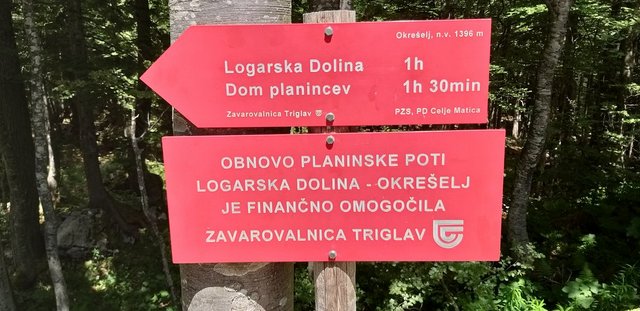 Okrešelj, n.v. 1396 m
Logarska Dolina 1h
Dom planincev 1h 30min
Zavarovalnica Triglav PZS, PD Celje Matica
OBNOVO PLANINSKE POTI
LOGARSKA DOLINA - OKREŠELJ
JE FINANČNO OMOGOČILA
ZAVAROVALNICA TRIGLAV